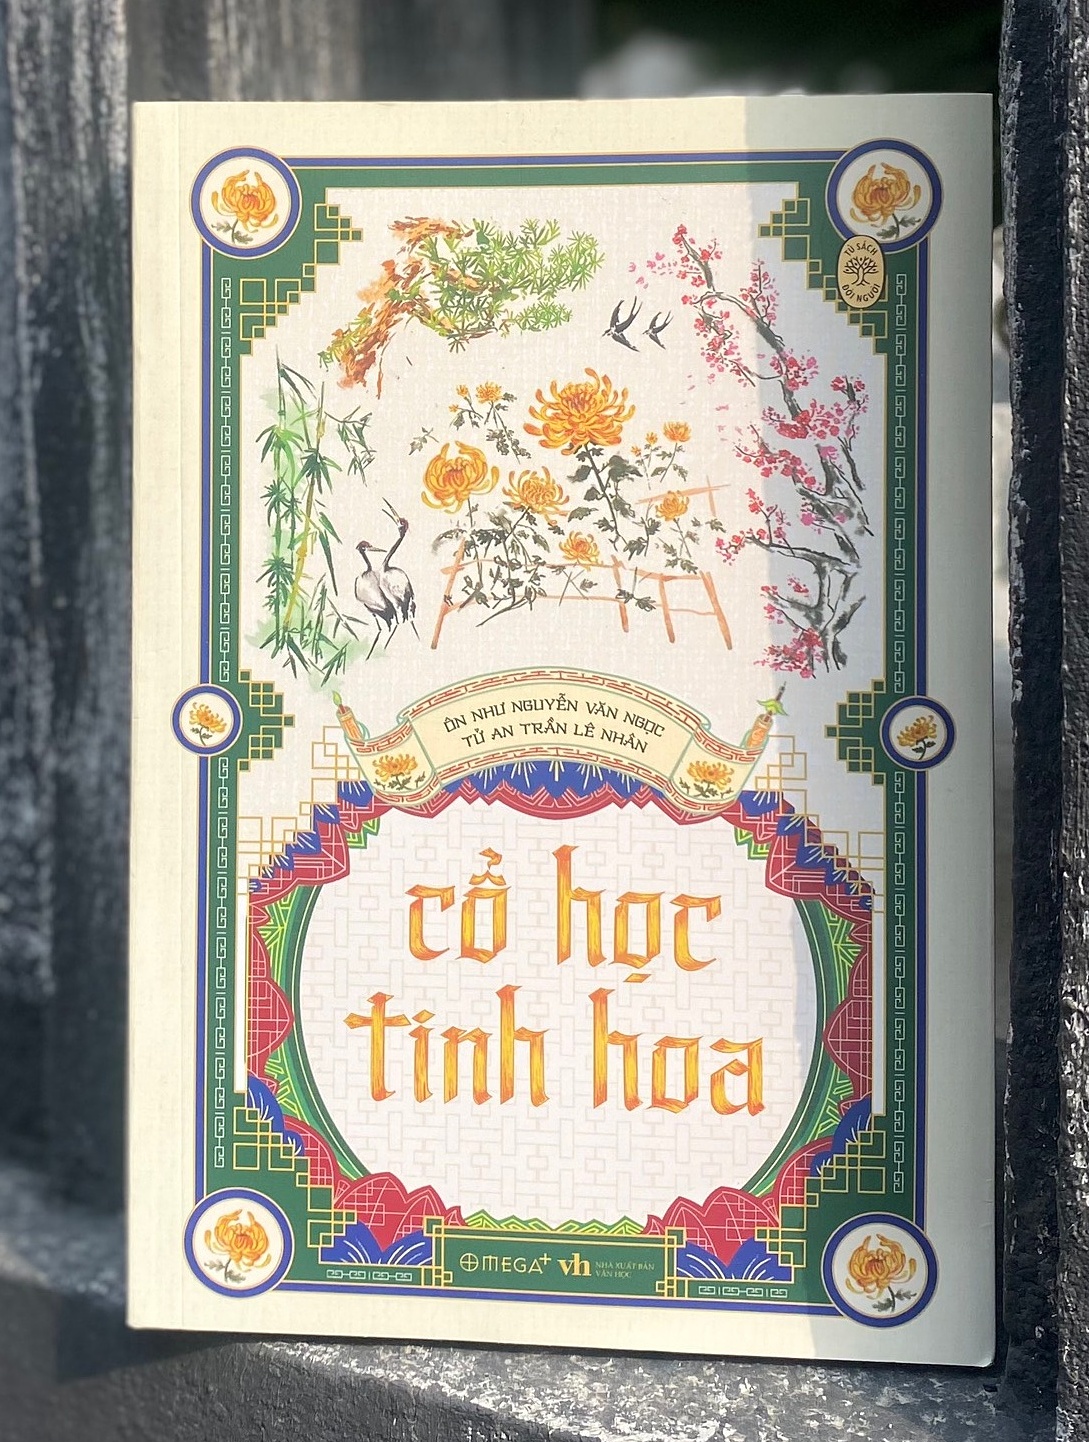 TỦ SÁCH
ĐỜI NGƯỜI
ÔN NHƯ NGUYỄN VĂN NGỌC
TỬ AN TRẦN LÊ NHÂN
cổ học
tinh hoa
OMEGA+ vh NHÀ XUẤT BẢN
VĂN HỌC